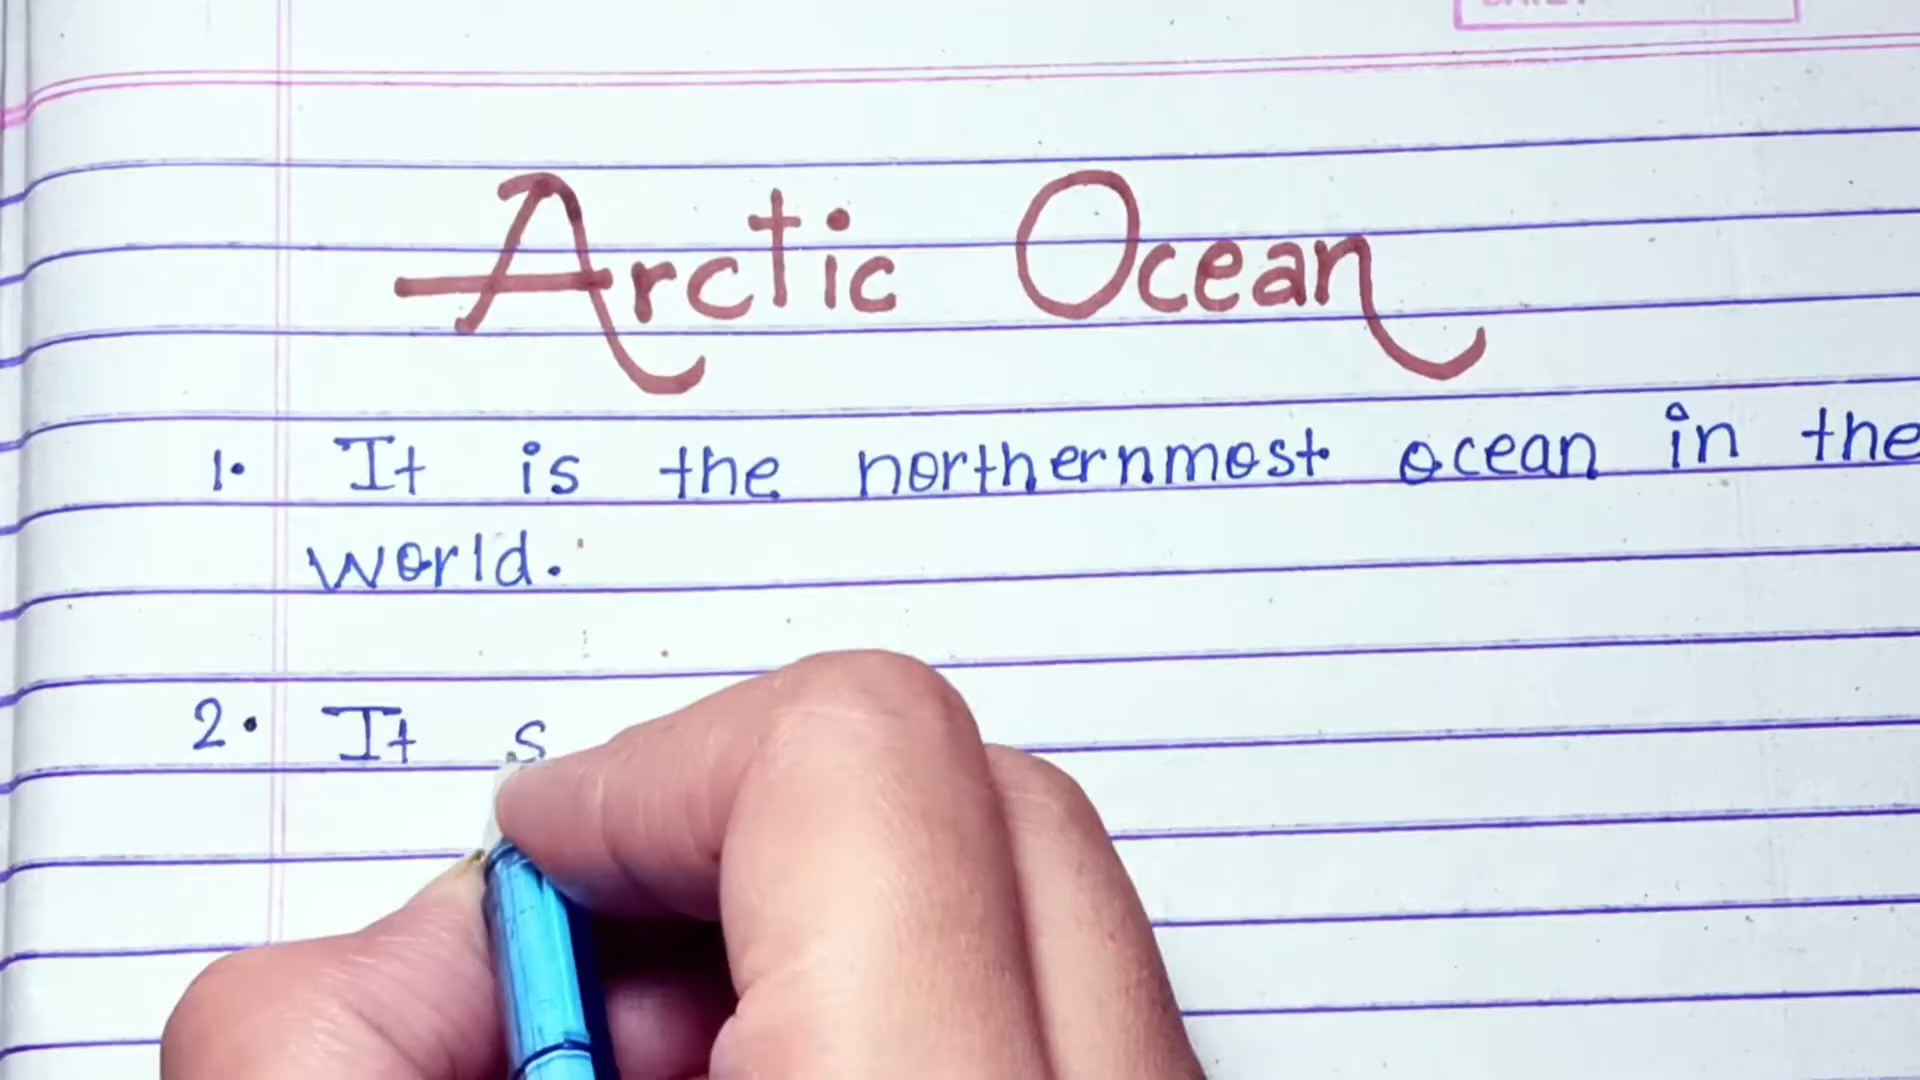 Arctic Ocean
1. It is the northernmost ocean in the
world.
2. It s